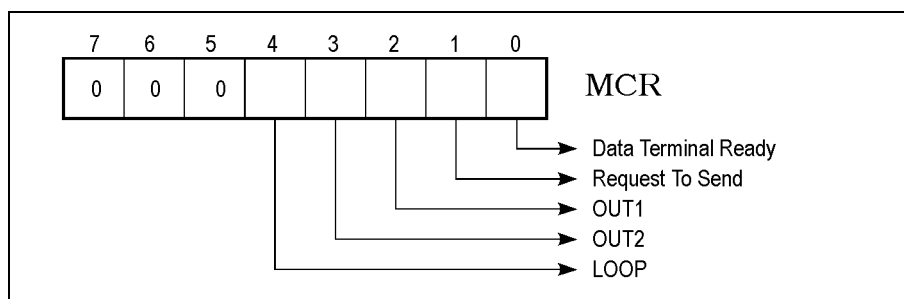 7 6 5 4 3 2 1 0
0 0 0 MCR
Data Terminal Ready
Request To Send
OUT1
OUT2
LOOP